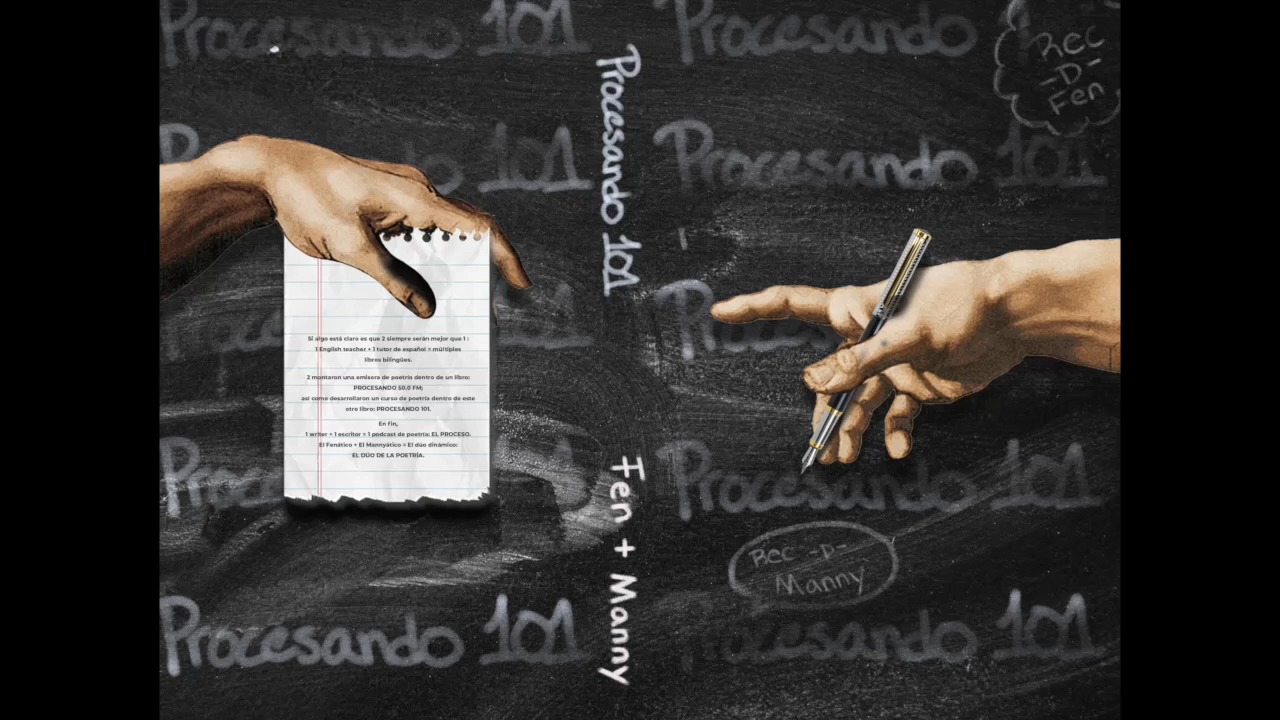 Procesando 101
Procesando 1
Rec
-D-
Fen
Procesando 101
101
Procesando 101
Si algo está claro es que 2 siempre serán mejor que 1 :
1 English teacher + 1 tutor de español = múltiples
libros bilingües.
2 montaron una emisera de poetría dentro de un libro:
PROCESANDO 50.0 FM;
así como desarrollaron un curso de poetría dentro de este
otro libro: PROCESANDO 101.
En fin,
1 writer + 1 escritor = 1 podcast de poetría: EL PROCESO.
El Fenático + El Mannyático = El dúo dinámico:
EL DÚO DE LA POETRÍA.
Procesando 101
Fen + Manny
Rec -D-
Manny
Procesando 101
Procesando 101